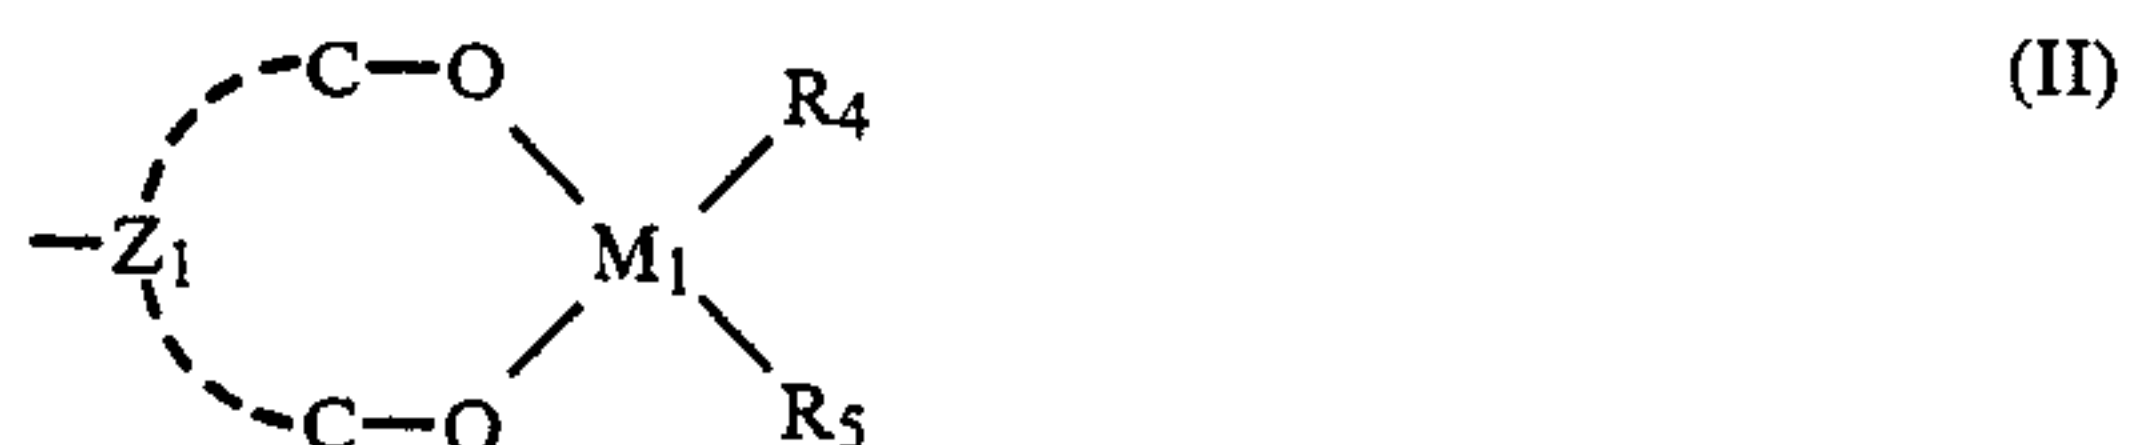 C—O (II)
R4
—Z1 M1
R5
C—O